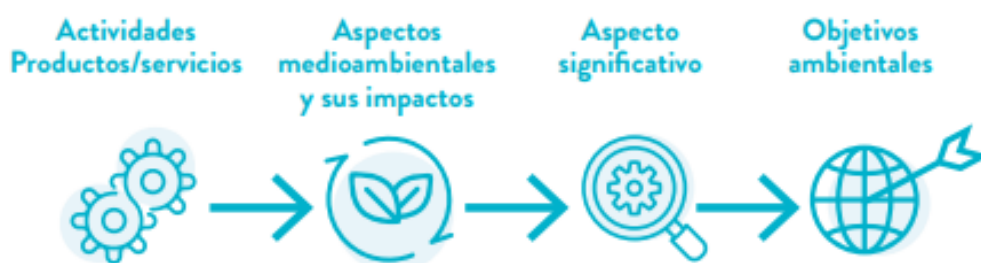 Actividades
Productos/servicios
Aspectos
medioambientales
y sus impactos
Aspecto
significativo
Objetivos
ambientales